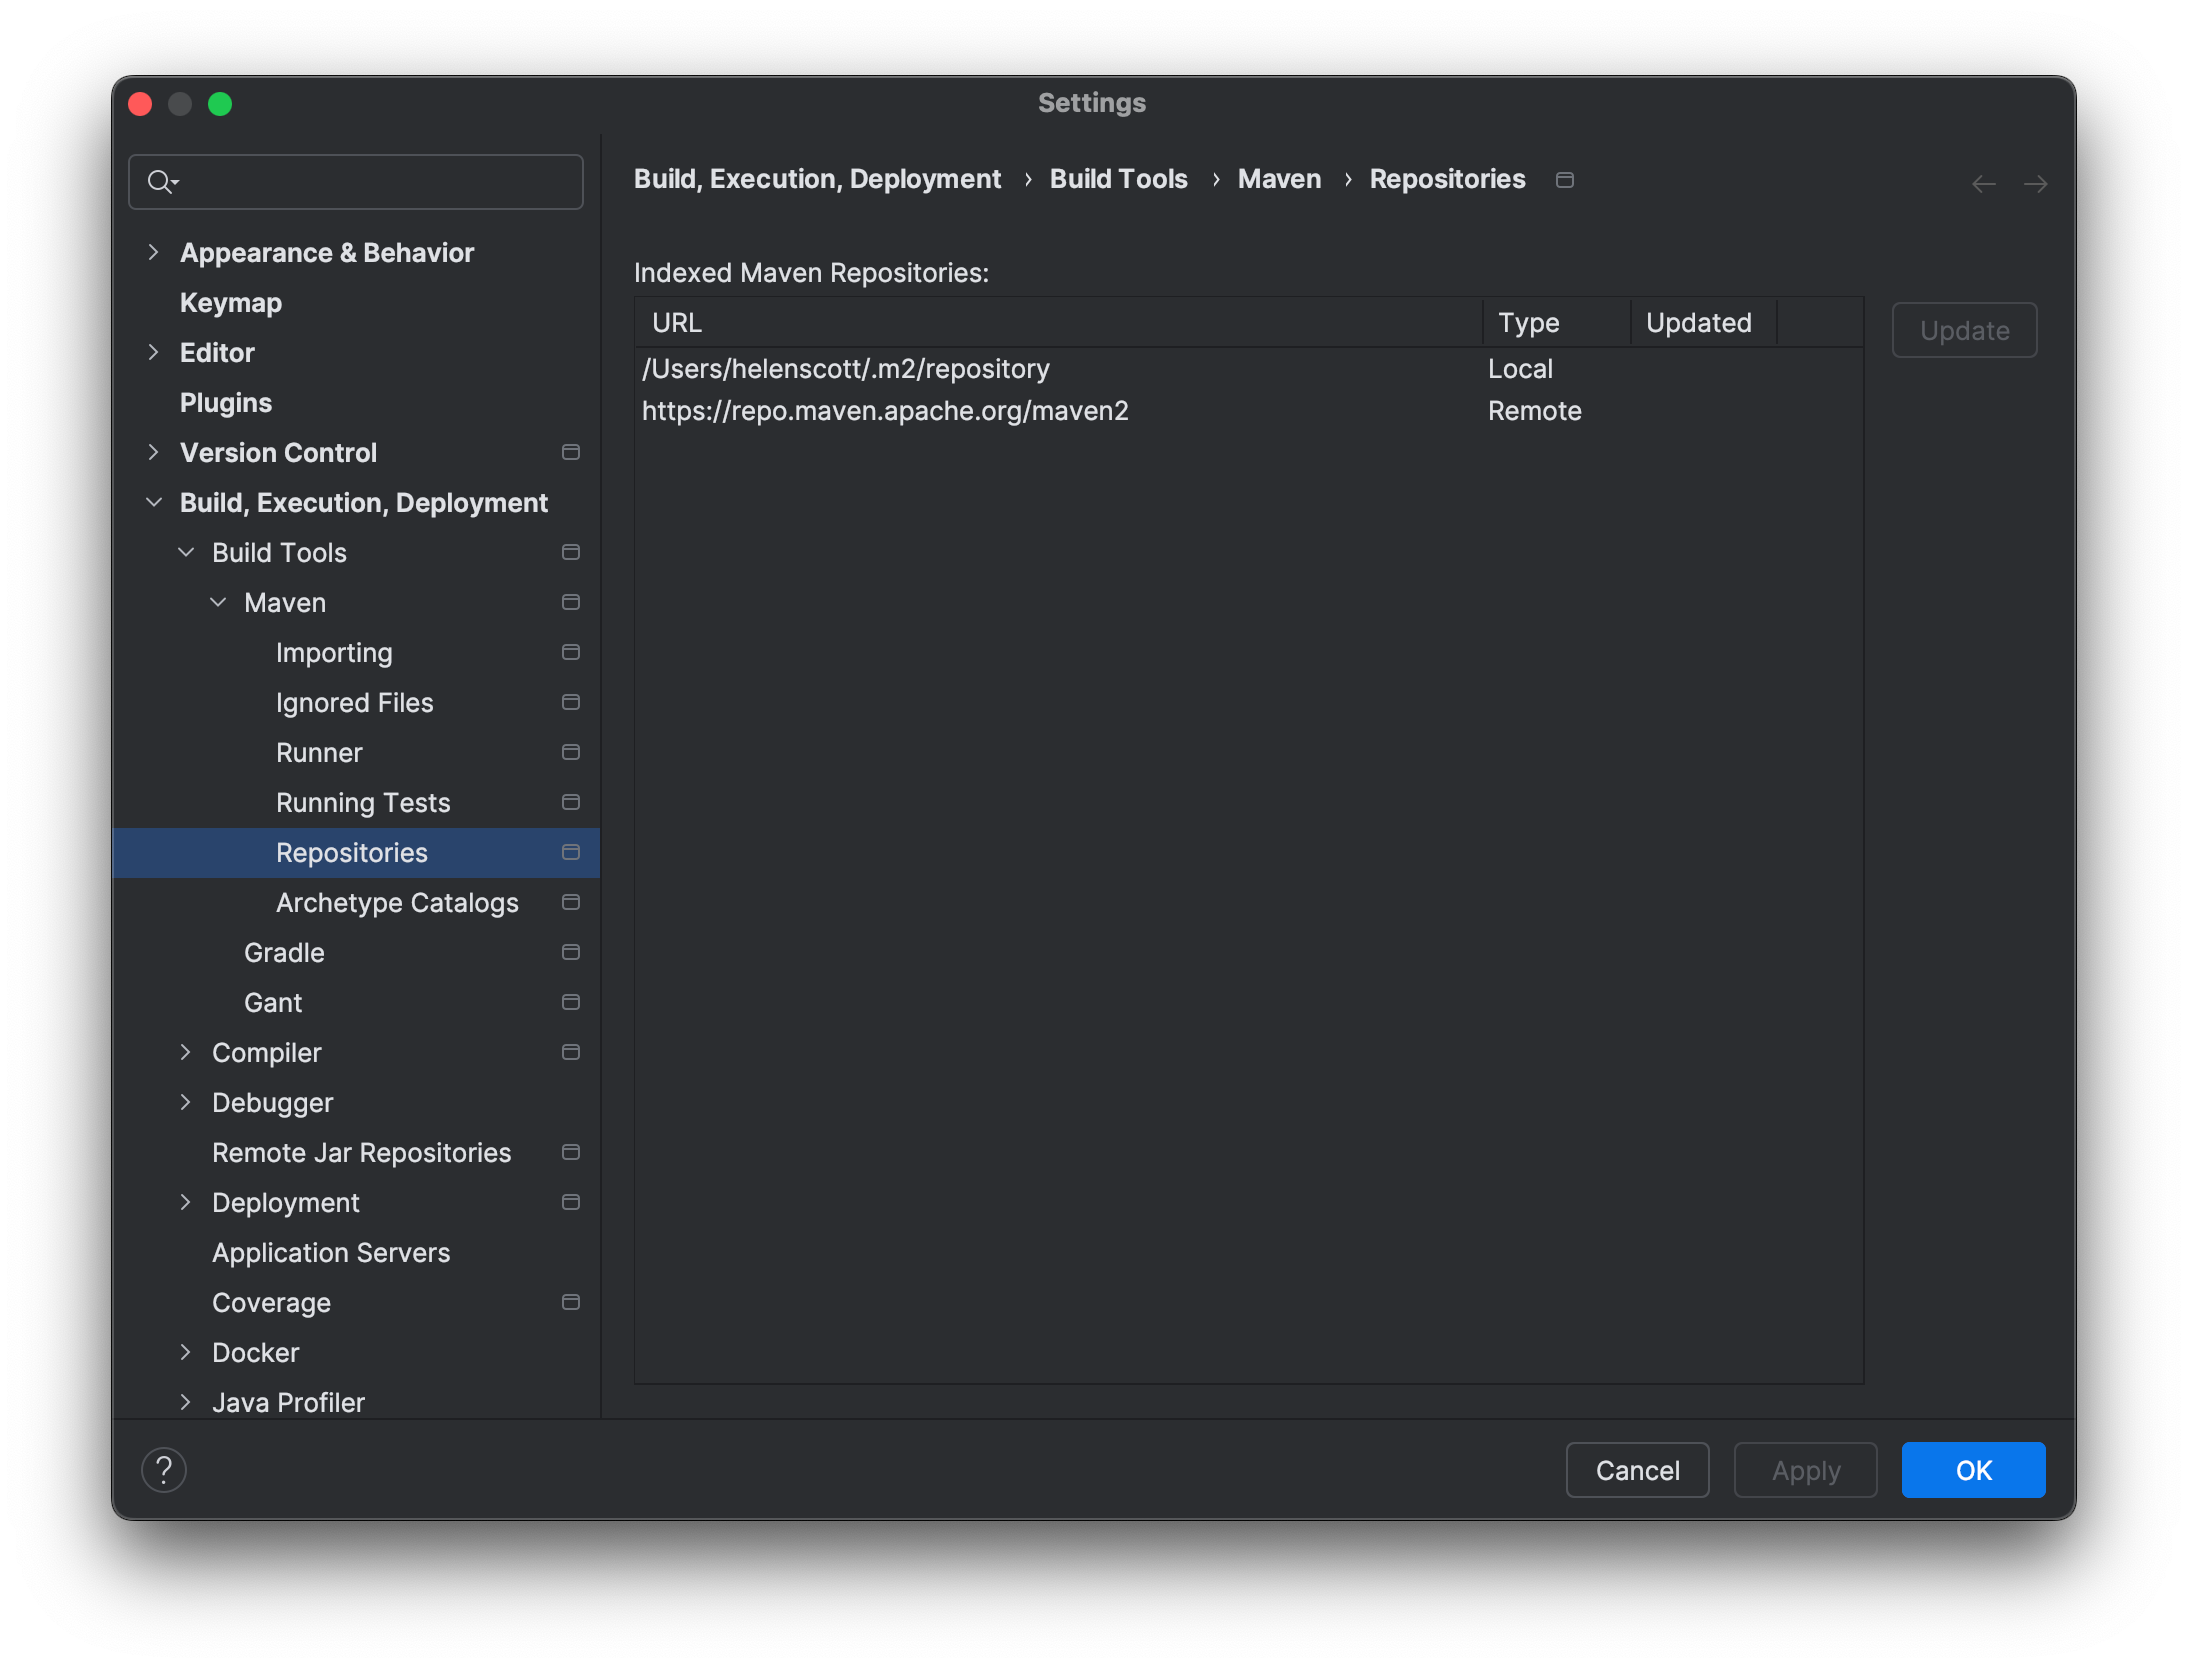 Settings
Build, Execution, Deployment › Build Tools › Maven › Repositories
Appearance & Behavior
Keymap
Editor
Plugins
Version Control
Build, Execution, Deployment
Build Tools
Maven
Importing
Ignored Files
Runner
Running Tests
Repositories
Archetype Catalogs
Gradle
Gant
Compiler
Debugger
Remote Jar Repositories
Deployment
Application Servers
Coverage
Docker
Java Profiler
Indexed Maven Repositories:
URL Type Updated
/Users/helenscott/.m2/repository Local
https://repo.maven.apache.org/maven2 Remote
Update
?
Cancel Apply OK